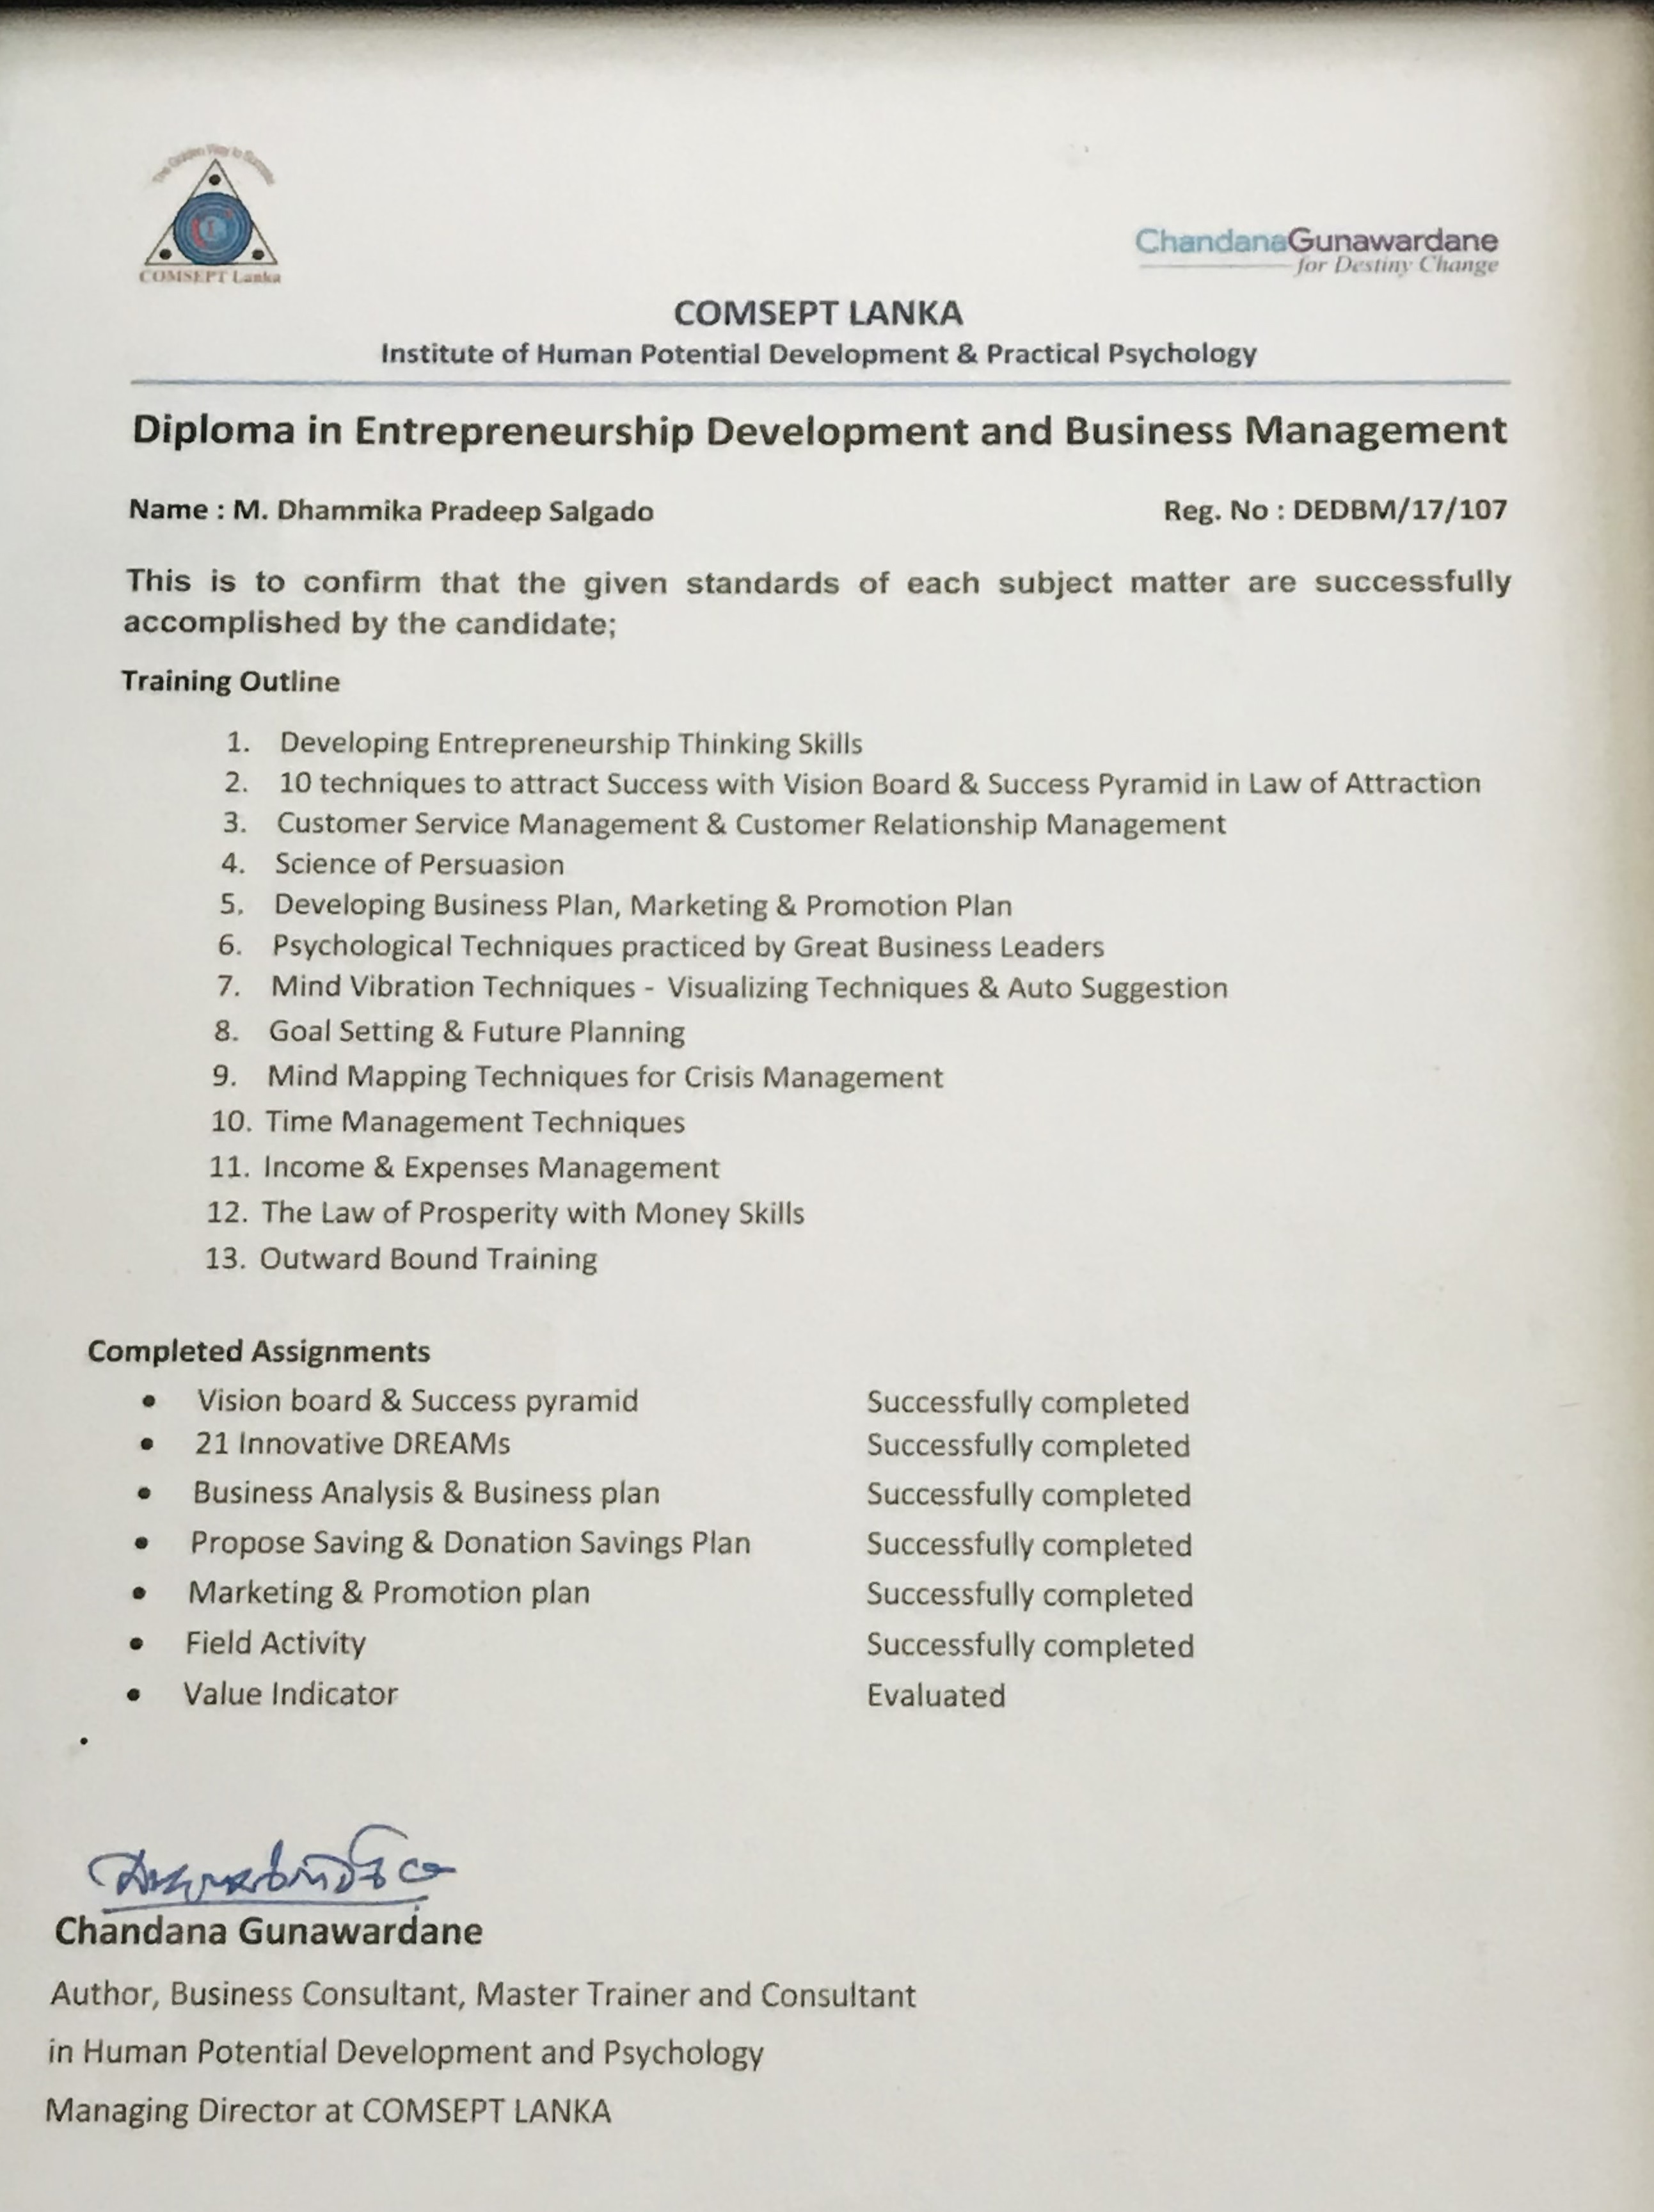 The Golden Way to Success
COMSEPT Lanka
ChandanaGunawardane
for Destiny Change
COMSEPT LANKA
Institute of Human Potential Development & Practical Psychology
Diploma in Entrepreneurship Development and Business Management
Name : M. Dhammika Pradeep Salgado Reg. No : DEDBM/17/107
This is to confirm that the given standards of each subject matter are successfully
accomplished by the candidate;
Training Outline
1. Developing Entrepreneurship Thinking Skills
2. 10 techniques to attract Success with Vision Board & Success Pyramid in Law of Attraction
3. Customer Service Management & Customer Relationship Management
4. Science of Persuasion
5. Developing Business Plan, Marketing & Promotion Plan
6. Psychological Techniques practiced by Great Business Leaders
7. Mind Vibration Techniques - Visualizing Techniques & Auto Suggestion
8. Goal Setting & Future Planning
9. Mind Mapping Techniques for Crisis Management
10. Time Management Techniques
11. Income & Expenses Management
12. The Law of Prosperity with Money Skills
13. Outward Bound Training
Completed Assignments
• Vision board & Success pyramid Successfully completed
• 21 Innovative DREAMs Successfully completed
• Business Analysis & Business plan Successfully completed
• Propose Saving & Donation Savings Plan Successfully completed
• Marketing & Promotion plan Successfully completed
• Field Activity Successfully completed
• Value Indicator Evaluated
Chandana Gunawardane
Author, Business Consultant, Master Trainer and Consultant
in Human Potential Development and Psychology
Managing Director at COMSEPT LANKA